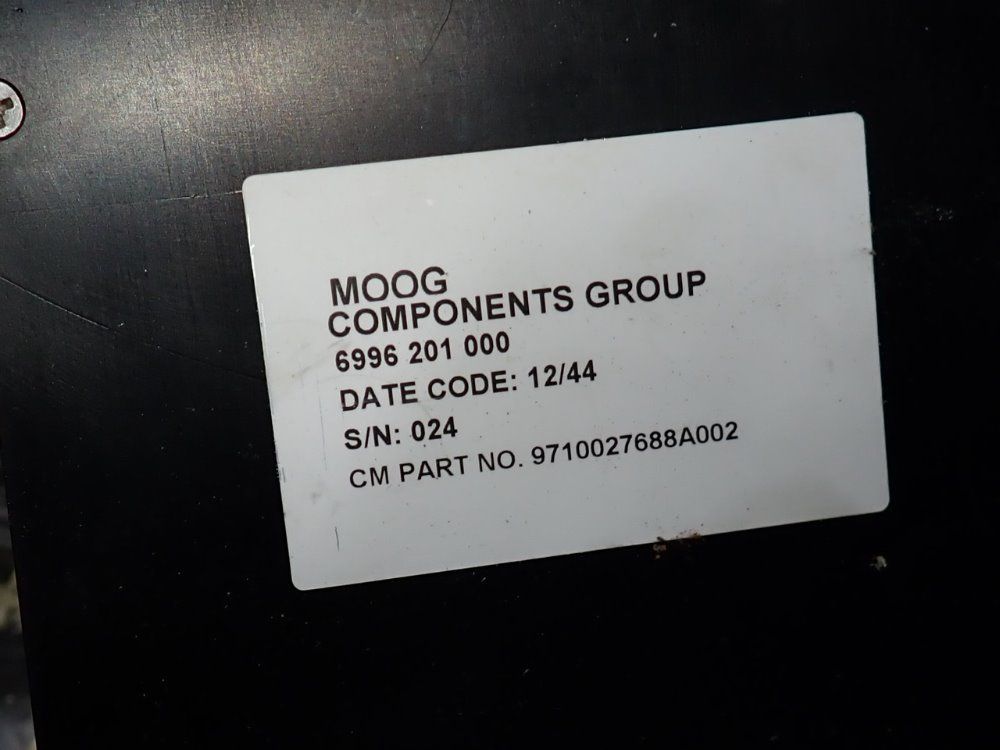 MOOG
COMPONENTS GROUP
6996 201 000
DATE CODE: 12/44
S/N: 024
CM PART NO. 9710027688A002